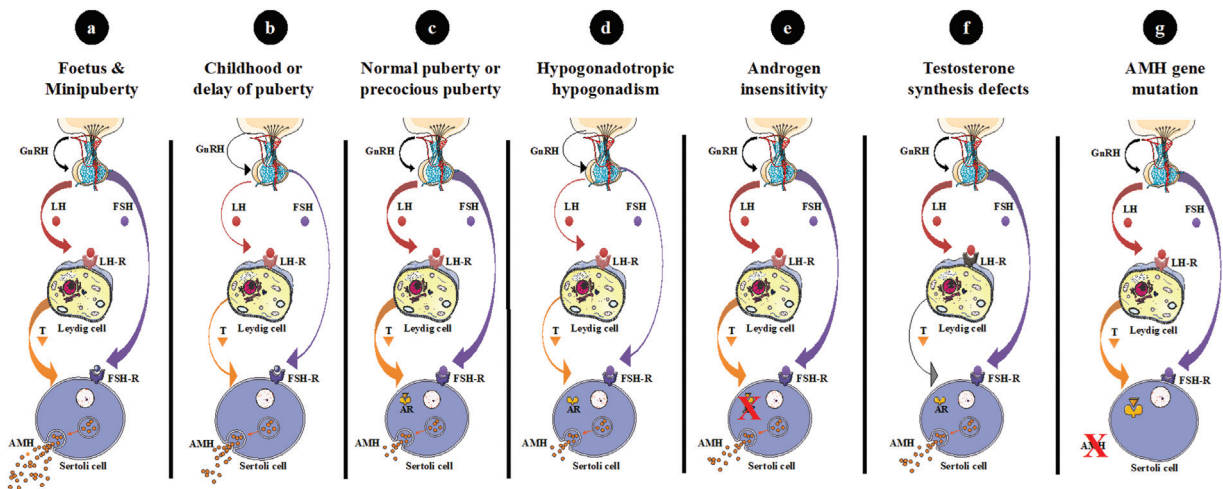 a
Foetus &
Minipuberty
GnRH
LH
FSH
LH-R
Leydig cell
T
FSH-R
AMH
Sertoli cell
b
Childhood or
delay of puberty
GnRH
LH
FSH
LH-R
Leydig cell
T
FSH-R
AMH
Sertoli cell
c
Normal puberty or
precocious puberty
GnRH
LH
FSH
LH-R
Leydig cell
T
FSH-R
AR
AMH
Sertoli cell
d
Hypogonadotropic
hypogonadism
GnRH
LH
FSH
LH-R
Leydig cell
T
FSH-R
AR
AMH
Sertoli cell
e
Androgen
insensitivity
GnRH
LH
FSH
LH-R
Leydig cell
T
FSH-R
AR
AMH
Sertoli cell
f
Testosterone
synthesis defects
GnRH
LH
FSH
LH-R
Leydig cell
T
FSH-R
AR
AMH
Sertoli cell
g
AMH gene
mutation
GnRH
LH
FSH
LH-R
Leydig cell
T
FSH-R
AMH
Sertoli cell